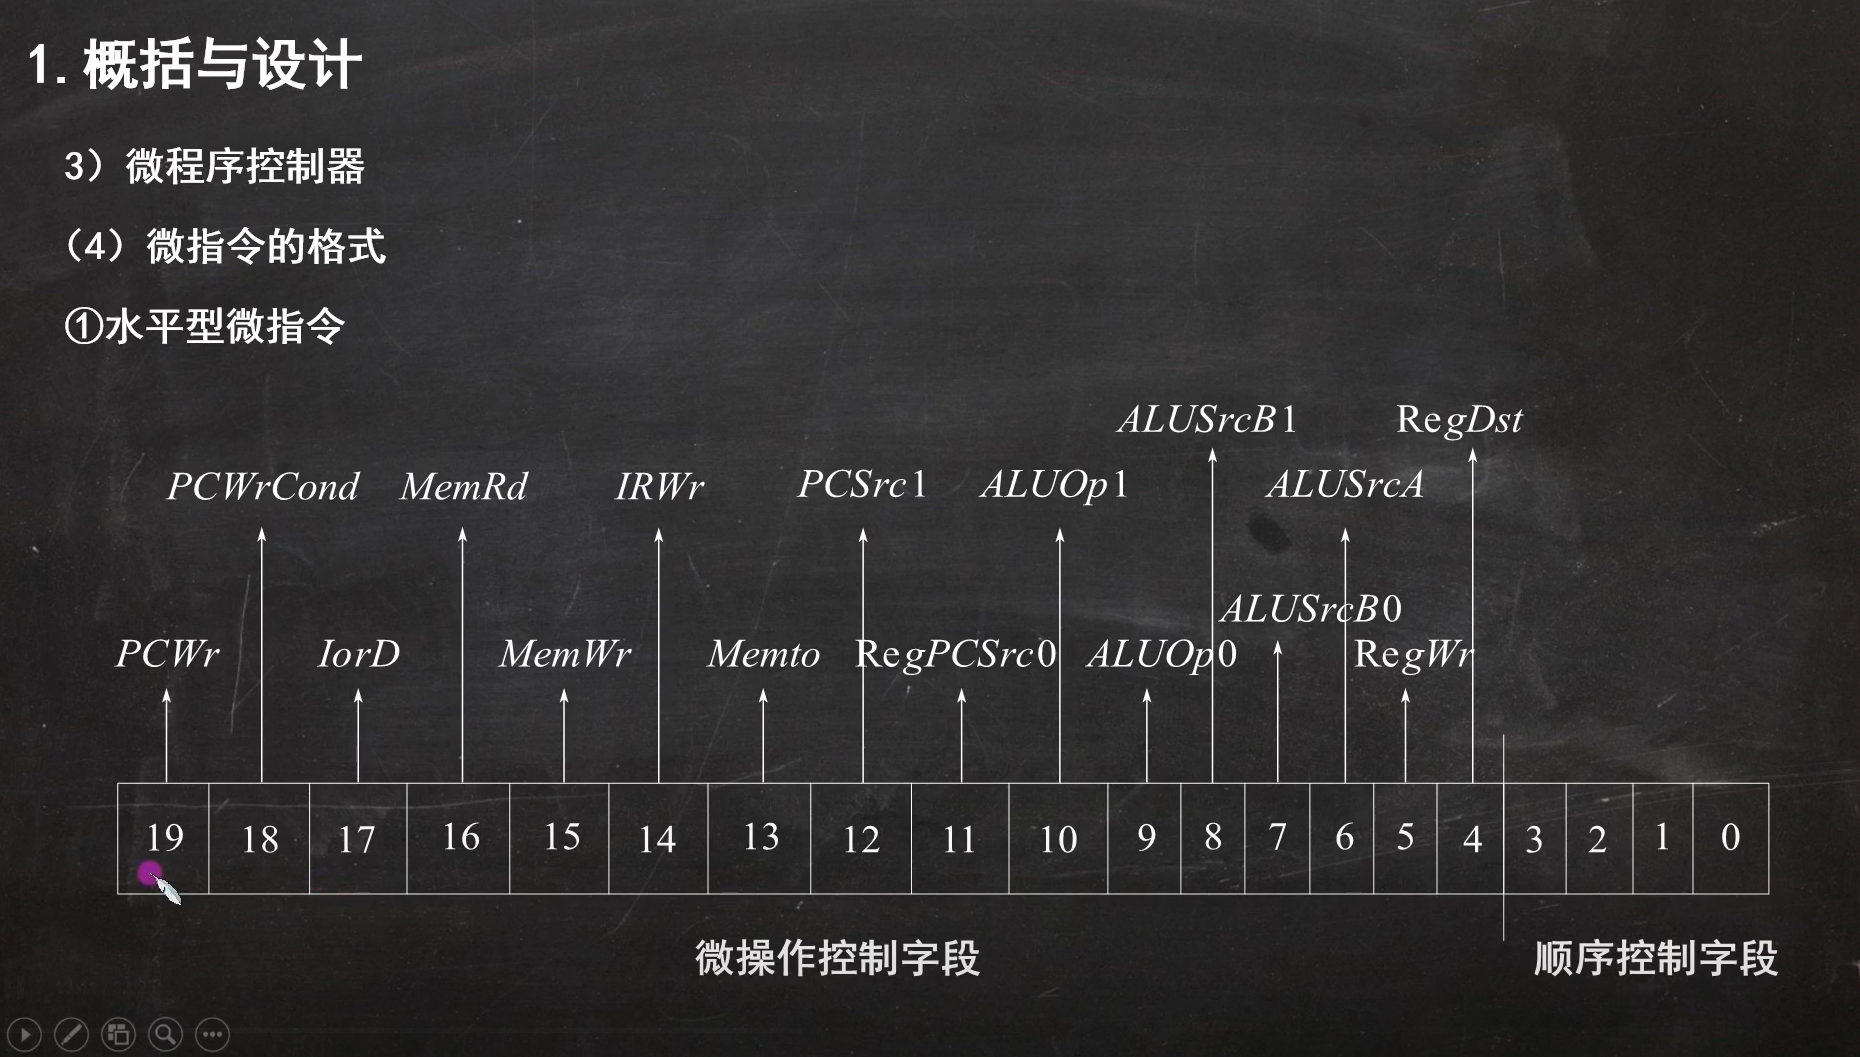 1. 概括与设计
3）微程序控制器
（4）微指令的格式
①水平型微指令
ALUSrcB1 RegDst
PCWrCond MemRd IRWr PCSrc1 ALUOp1 ALUSrcA
ALUSrcB0
PCWr IorD MemWr Memto RegPCSrc0 ALUOp0 RegWr
19 18 17 16 15 14 13 12 11 10 9 8 7 6 5 4 3 2 1 0
微操作控制字段 顺序控制字段